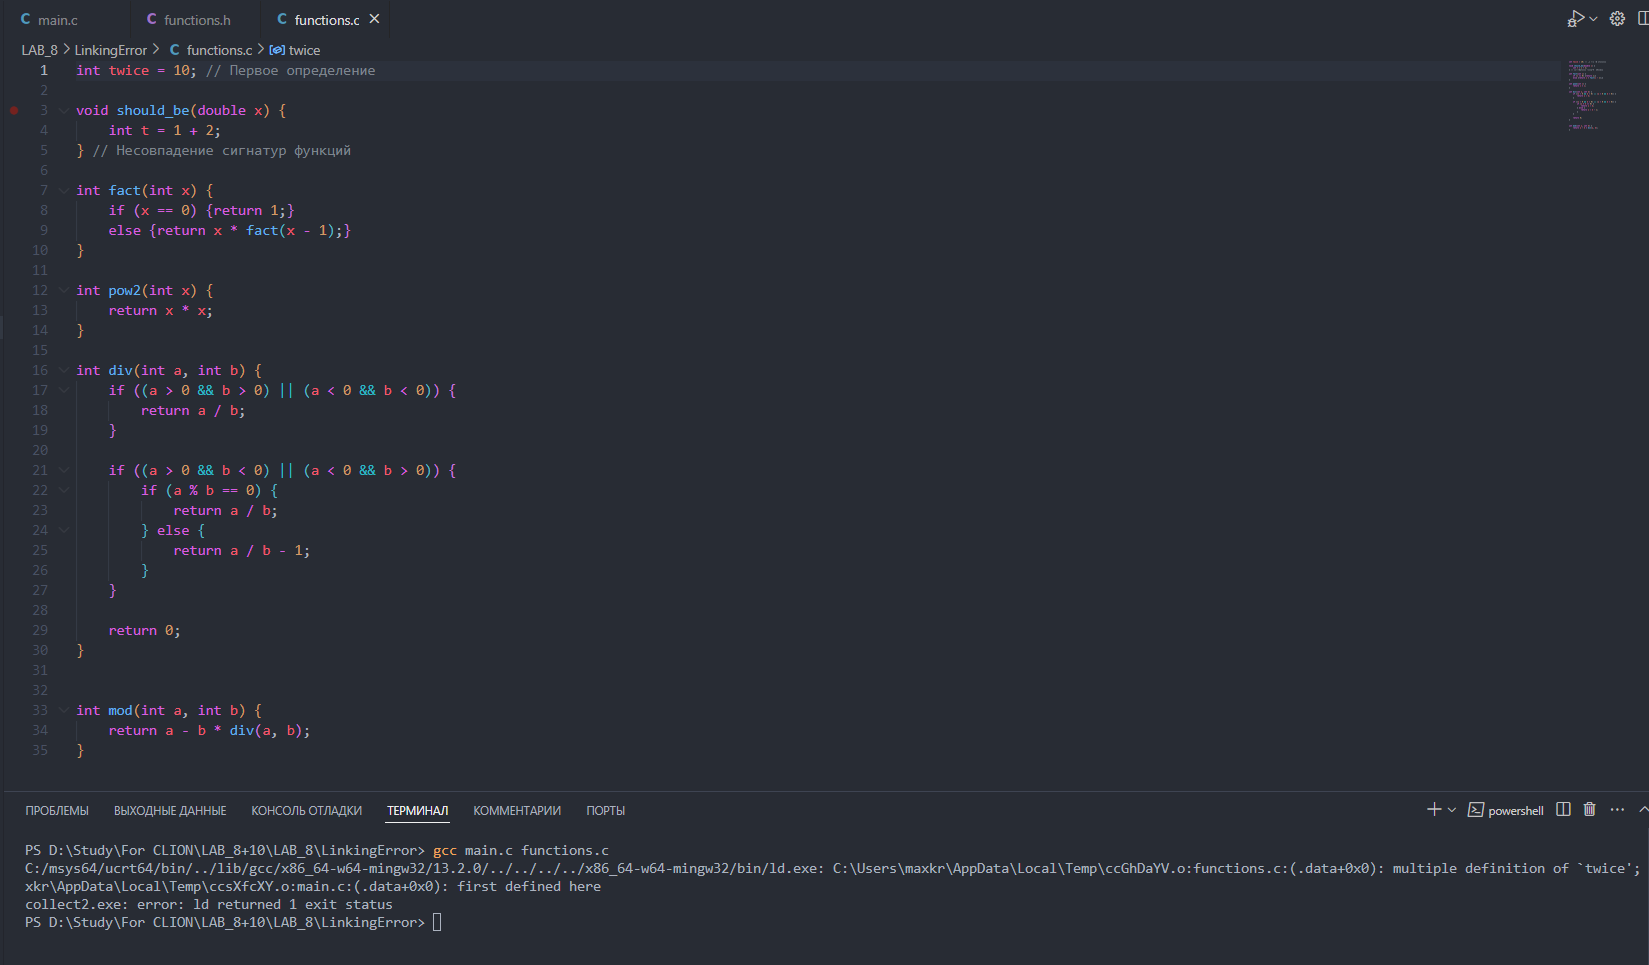 main.c functions.h functions.c
LAB_8 > LinkingError > functions.c > twice
1 int twice = 10; // Первое определение
2
3 void should_be(double x) {
4 int t = 1 + 2;
5 } // Несовпадение сигнатур функций
6
7 int fact(int x) {
8 if (x == 0) {return 1;}
9 else {return x * fact(x - 1);}
10 }
11
12 int pow2(int x) {
13 return x * x;
14 }
15
16 int div(int a, int b) {
17 if ((a > 0 && b > 0) || (a < 0 && b < 0)) {
18 return a / b;
19 }
20
21 if ((a > 0 && b < 0) || (a < 0 && b > 0)) {
22 if (a % b == 0) {
23 return a / b;
24 } else {
25 return a / b - 1;
26 }
27 }
28
29 return 0;
30 }
31
32
33 int mod(int a, int b) {
34 return a - b * div(a, b);
35 }
ПРОБЛЕМЫ ВЫХОДНЫЕ ДАННЫЕ КОНСОЛЬ ОТЛАДКИ ТЕРМИНАЛ КОММЕНТАРИИ ПОРТЫ powershell
PS D:\Study\For CLION\LAB_8+10\LAB_8\LinkingError> gcc main.c functions.c
C:/msys64/ucrt64/bin/../lib/gcc/x86_64-w64-mingw32/13.2.0/../../../../x86_64-w64-mingw32/bin/ld.exe: C:\Users\maxkr\AppData\Local\Temp\ccGhDaYV.o:functions.c:(.data+0x0): multiple definition of `twice';
xkr\AppData\Local\Temp\ccsXfcXY.o:main.c:(.data+0x0): first defined here
collect2.exe: error: ld returned 1 exit status
PS D:\Study\For CLION\LAB_8+10\LAB_8\LinkingError>